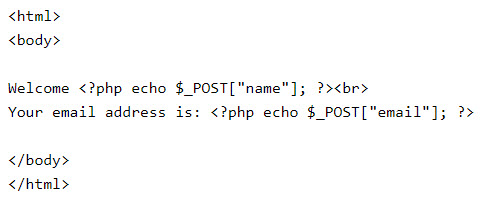 <html>
<body>
Welcome <?php echo $_POST["name"]; ?><br>
Your email address is: <?php echo $_POST["email"]; ?>
</body>
</html>